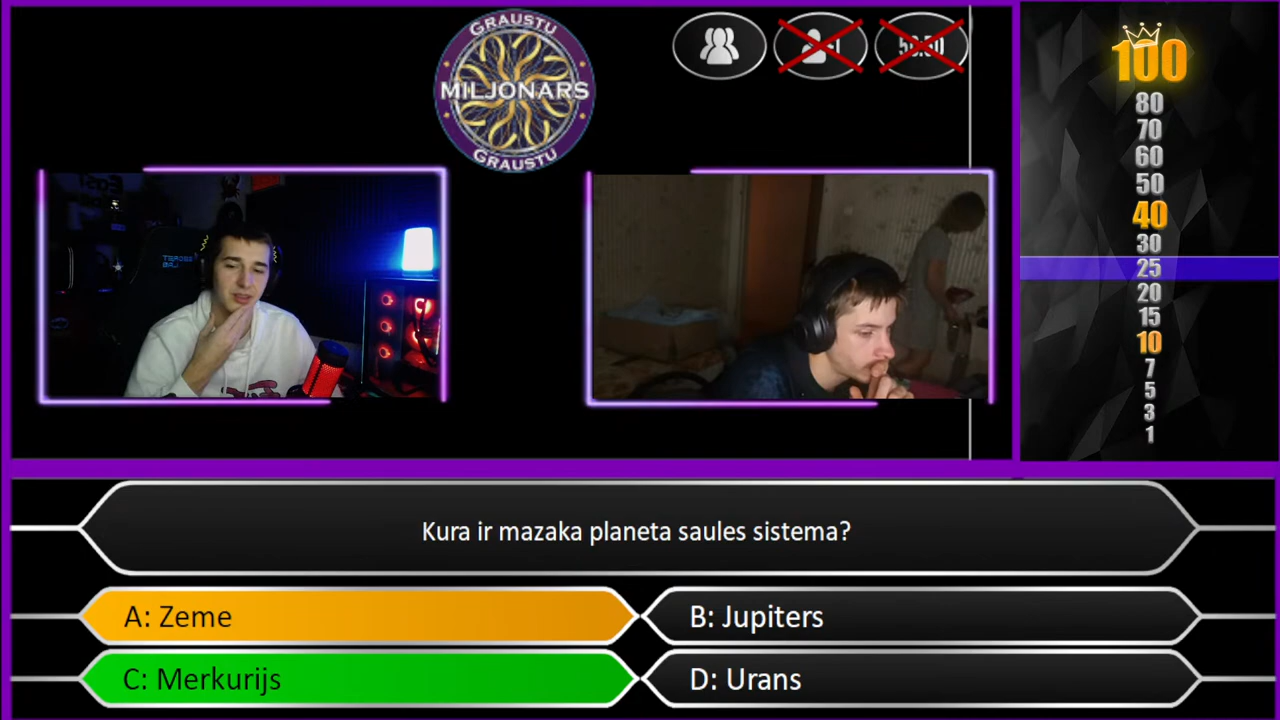 GRAUSTU
MILJONARS
GRAUSTU
100
80
70
60
50
40
30
25
20
15
10
7
5
3
1
Kura ir mazaka planeta saules sistema?
A: Zeme
B: Jupiters
C: Merkurijs
D: Urans